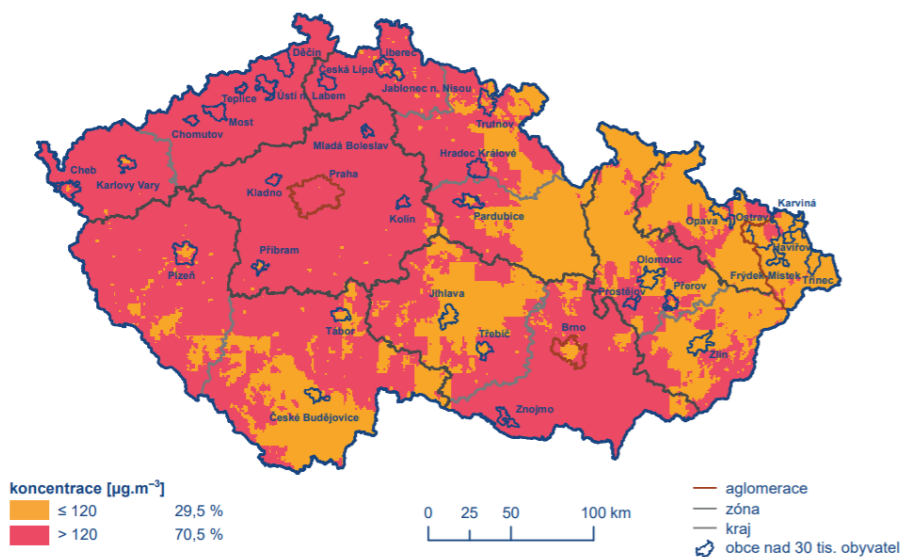 Děčín
Liberec
Česká Lípa
Teplice
Ústí n. Labem
Jablonec n. Nisou
Most
Trutnov
Chomutov
Mladá Boleslav
Hradec Králové
Cheb
Karlovy Vary
Kladno
Praha
Kolín
Pardubice
Karviná
Opava
Ostrava
Havířov
Plzeň
Příbram
Olomouc
Frýdek-Místek
Třinec
Jihlava
Prostějov
Přerov
Tábor
Třebíč
Brno
Zlín
České Budějovice
Znojmo
koncentrace [µg.m⁻³]
≤ 120 29,5 %
> 120 70,5 %
0 25 50 100 km
aglomerace
zóna
kraj
obce nad 30 tis. obyvatel